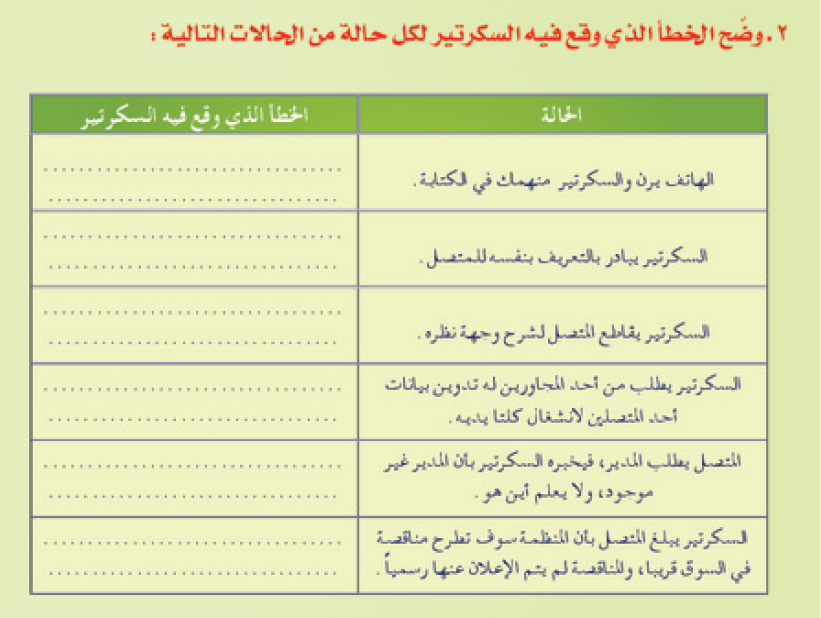 ٢. وضّح الخطأ الذي وقع فيه السكرتير لكل حالة من الحالات التالية :
الحالة
الخطأ الذي وقع فيه السكرتير
الهاتف يرن والسكرتير منهمك في الكتابة .
السكرتير يبادر بالتعريف بنفسه للمتصل .
السكرتير يقاطع المتصل لشرح وجهة نظره .
السكرتير يطلب من أحد المجاورين له تدوين بيانات
أحد المتصلين لانشغال كلتا يديه .
المتصل يطلب المدير، فيخبره السكرتير بأن المدير غير
موجود، ولا يعلم أين هو .
السكرتير يبلغ المتصل بأن المنظمة سوف تطرح مناقصة
في السوق قريبا، والمناقصة لم يتم الإعلان عنها رسمياً .